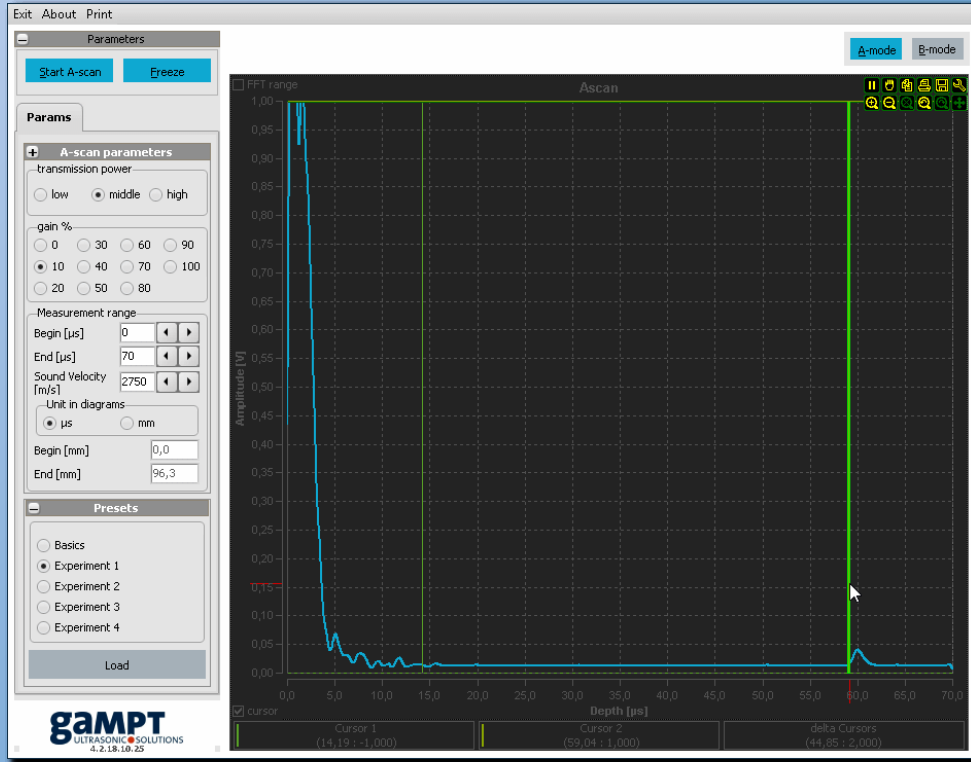 Exit About Print
Parameters
Start A-scan Freeze
A-mode B-mode
Params
A-scan parameters
transmission power
low middle high
gain %
0 30 60 90
10 40 70 100
20 50 80
Measurement range
Begin [µs] 0
End [µs] 70
Sound Velocity [m/s] 2750
Unit in diagrams
µs mm
Begin [mm] 0,0
End [mm] 96,3
Presets
Basics
Experiment 1
Experiment 2
Experiment 3
Experiment 4
Load
gampt
ULTRASONIC SOLUTIONS
4.2.18.10.25
FFT range
Ascan
Amplitude [V]
1,00
0,95
0,90
0,85
0,80
0,75
0,70
0,65
0,60
0,55
0,50
0,45
0,40
0,35
0,30
0,25
0,20
0,15
0,10
0,05
0,00
0,0 5,0 10,0 15,0 20,0 25,0 30,0 35,0 40,0 45,0 50,0 55,0 60,0 65,0 70,0
cursor
Depth [µs]
Cursor 1 Cursor 2 delta Cursors
(14,19 : -1,000) (59,04 : 1,000) (44,85 : 2,000)